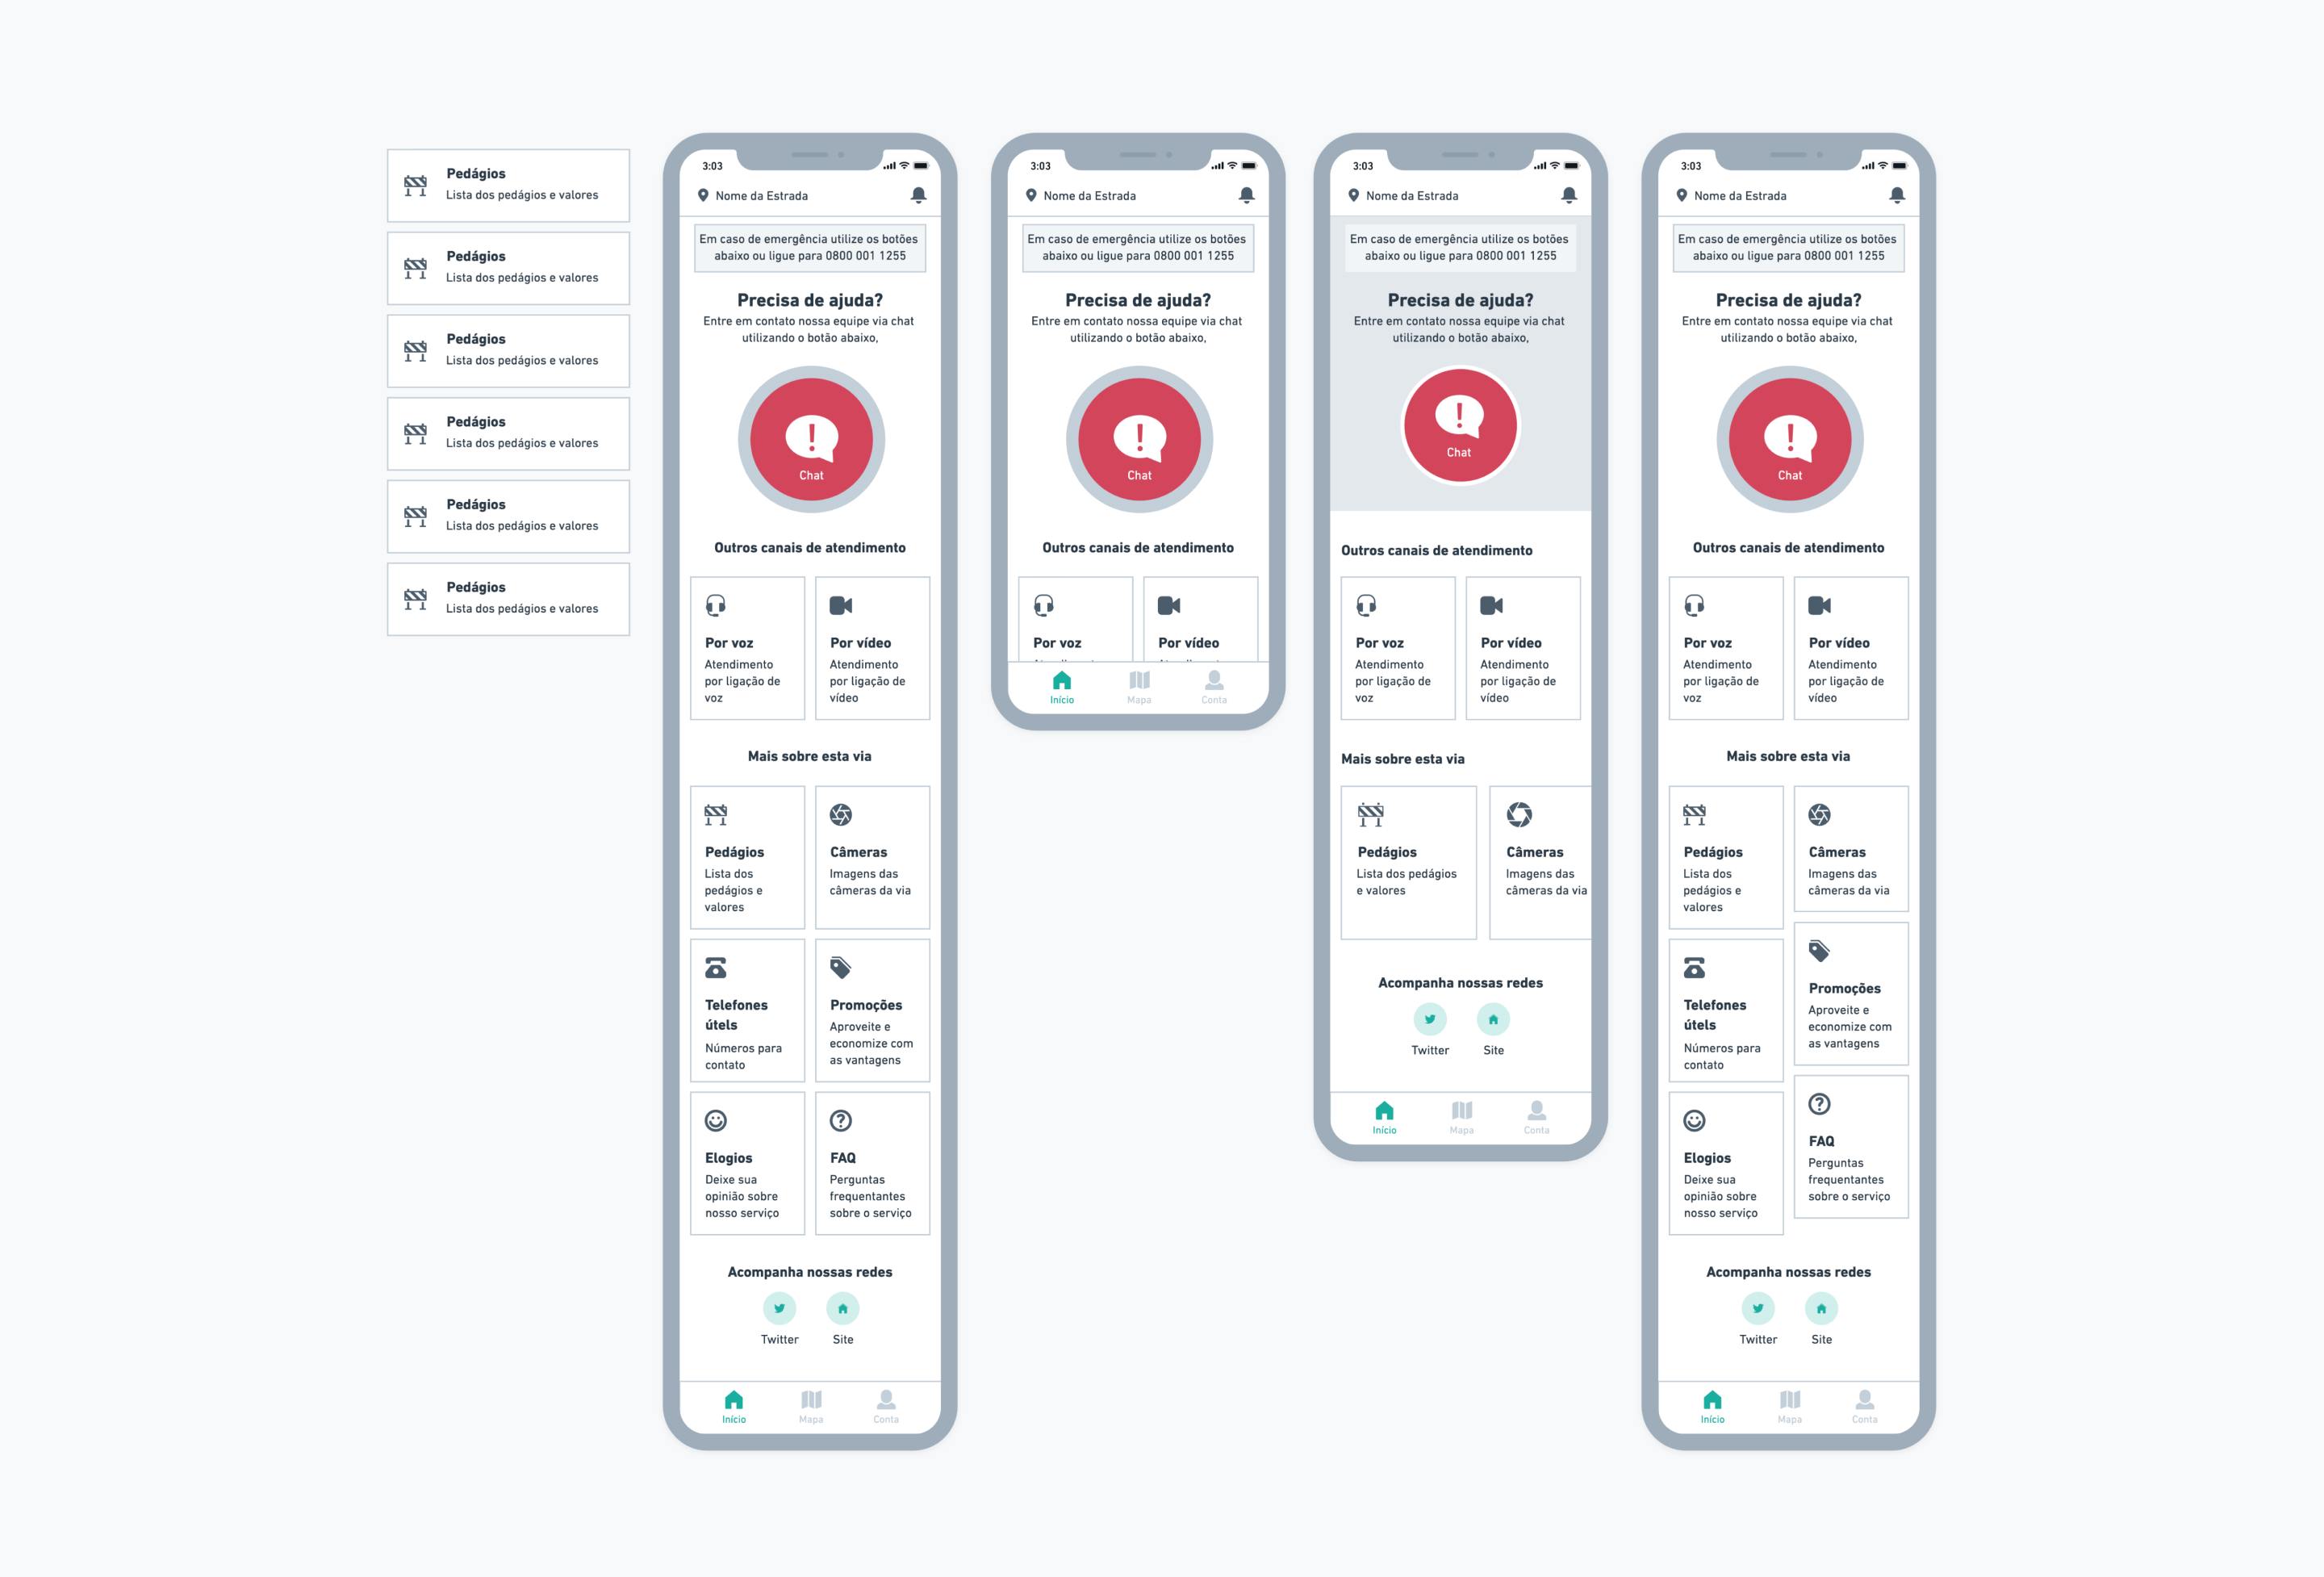 Pedágios
Lista dos pedágios e valores
Pedágios
Lista dos pedágios e valores
Pedágios
Lista dos pedágios e valores
Pedágios
Lista dos pedágios e valores
Pedágios
Lista dos pedágios e valores
Pedágios
Lista dos pedágios e valores
3:03
Nome da Estrada
Em caso de emergência utilize os botões
abaixo ou ligue para 0800 001 1255
Precisa de ajuda?
Entre em contato nossa equipe via chat
utilizando o botão abaixo,
Chat
Outros canais de atendimento
Por voz
Atendimento
por ligação de
voz
Por vídeo
Atendimento
por ligação de
vídeo
Mais sobre esta via
Pedágios
Lista dos
pedágios e
valores
Câmeras
Imagens das
câmeras da via
Telefones
útels
Números para
contato
Promoções
Aproveite e
economize com
as vantagens
Elogios
Deixe sua
opinião sobre
nosso serviço
FAQ
Perguntas
frequentantes
sobre o serviço
Acompanha nossas redes
Twitter
Site
Início
Mapa
Conta
3:03
Nome da Estrada
Em caso de emergência utilize os botões
abaixo ou ligue para 0800 001 1255
Precisa de ajuda?
Entre em contato nossa equipe via chat
utilizando o botão abaixo,
Chat
Outros canais de atendimento
Por voz
Por vídeo
Início
Mapa
Conta
3:03
Nome da Estrada
Em caso de emergência utilize os botões
abaixo ou ligue para 0800 001 1255
Precisa de ajuda?
Entre em contato nossa equipe via chat
utilizando o botão abaixo,
Chat
Outros canais de atendimento
Por voz
Atendimento
por ligação de
voz
Por vídeo
Atendimento
por ligação de
vídeo
Mais sobre esta via
Pedágios
Lista dos pedágios
e valores
Câmeras
Imagens das
câmeras da via
Acompanha nossas redes
Twitter
Site
Início
Mapa
Conta
3:03
Nome da Estrada
Em caso de emergência utilize os botões
abaixo ou ligue para 0800 001 1255
Precisa de ajuda?
Entre em contato nossa equipe via chat
utilizando o botão abaixo,
Chat
Outros canais de atendimento
Por voz
Atendimento
por ligação de
voz
Por vídeo
Atendimento
por ligação de
vídeo
Mais sobre esta via
Pedágios
Lista dos
pedágios e
valores
Câmeras
Imagens das
câmeras da via
Telefones
útels
Números para
contato
Promoções
Aproveite e
economize com
as vantagens
Elogios
Deixe sua
opinião sobre
nosso serviço
FAQ
Perguntas
frequentantes
sobre o serviço
Acompanha nossas redes
Twitter
Site
Início
Mapa
Conta